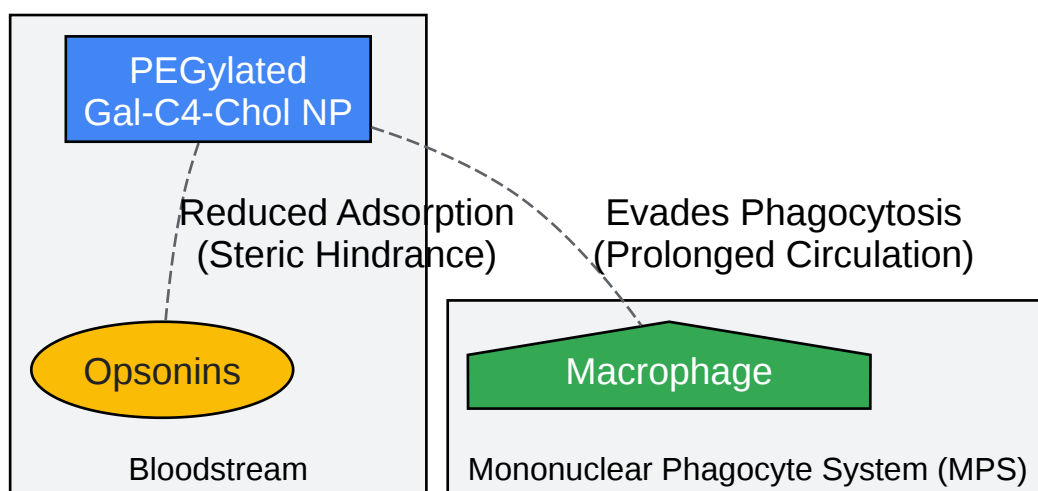 PEGylated
Gal-C4-Chol NP
Reduced Adsorption
(Steric Hindrance)
Evades Phagocytosis
(Prolonged Circulation)
Opsonins
Macrophage
Bloodstream
Mononuclear Phagocyte System (MPS)